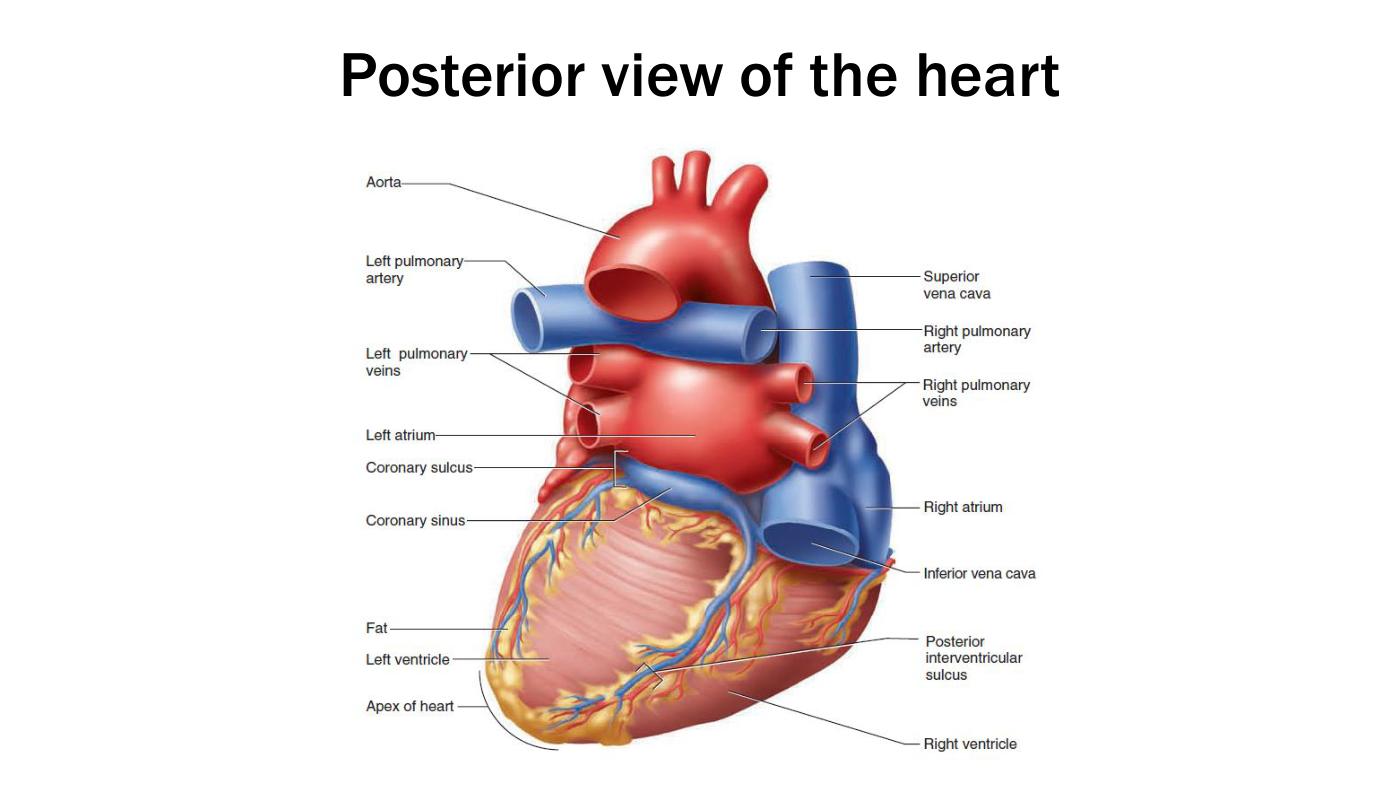 Posterior view of the heart
Aorta
Left pulmonary
artery
Left pulmonary
veins
Left atrium
Coronary sulcus
Coronary sinus
Fat
Left ventricle
Apex of heart
Superior
vena cava
Right pulmonary
artery
Right pulmonary
veins
Right atrium
Inferior vena cava
Posterior
interventricular
sulcus
Right ventricle